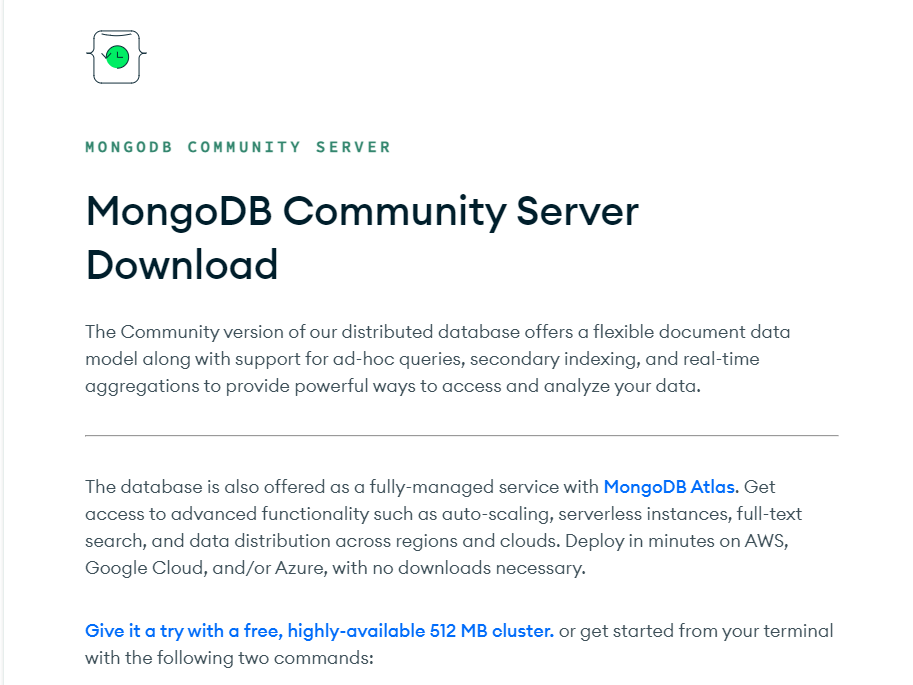 MONGODB COMMUNITY SERVER
MongoDB Community Server
Download
The Community version of our distributed database offers a flexible document data
model along with support for ad-hoc queries, secondary indexing, and real-time
aggregations to provide powerful ways to access and analyze your data.
The database is also offered as a fully-managed service with MongoDB Atlas. Get
access to advanced functionality such as auto-scaling, serverless instances, full-text
search, and data distribution across regions and clouds. Deploy in minutes on AWS,
Google Cloud, and/or Azure, with no downloads necessary.
Give it a try with a free, highly-available 512 MB cluster. or get started from your terminal
with the following two commands: